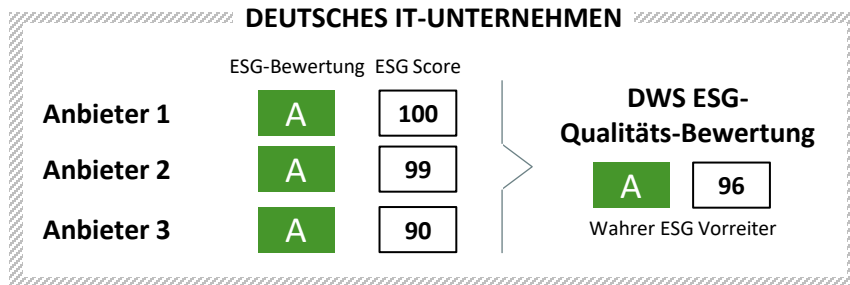 DEUTSCHES IT-UNTERNEHMEN
ESG-Bewertung ESG Score
Anbieter 1 A 100
Anbieter 2 A 99
Anbieter 3 A 90
DWS ESG-
Qualitäts-Bewertung
A 96
Wahrer ESG Vorreiter